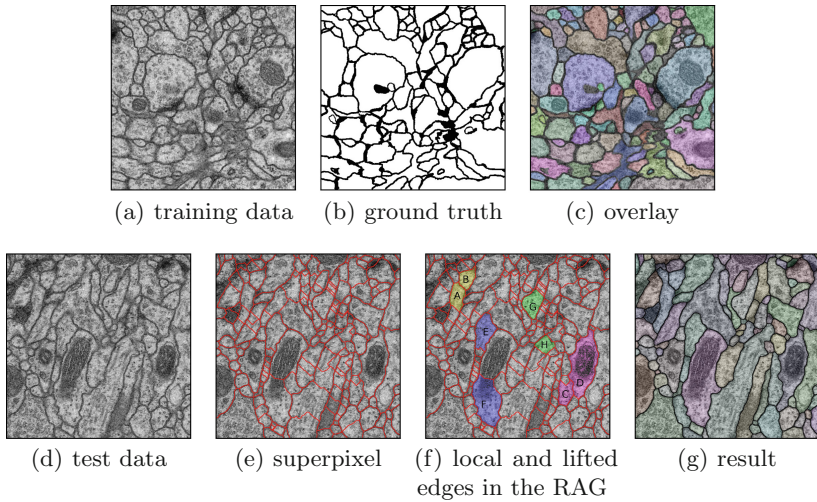 (a) training data
(b) ground truth
(c) overlay
B
A
G
E
H
D
C
F
(d) test data
(e) superpixel
(f) local and lifted
edges in the RAG
(g) result